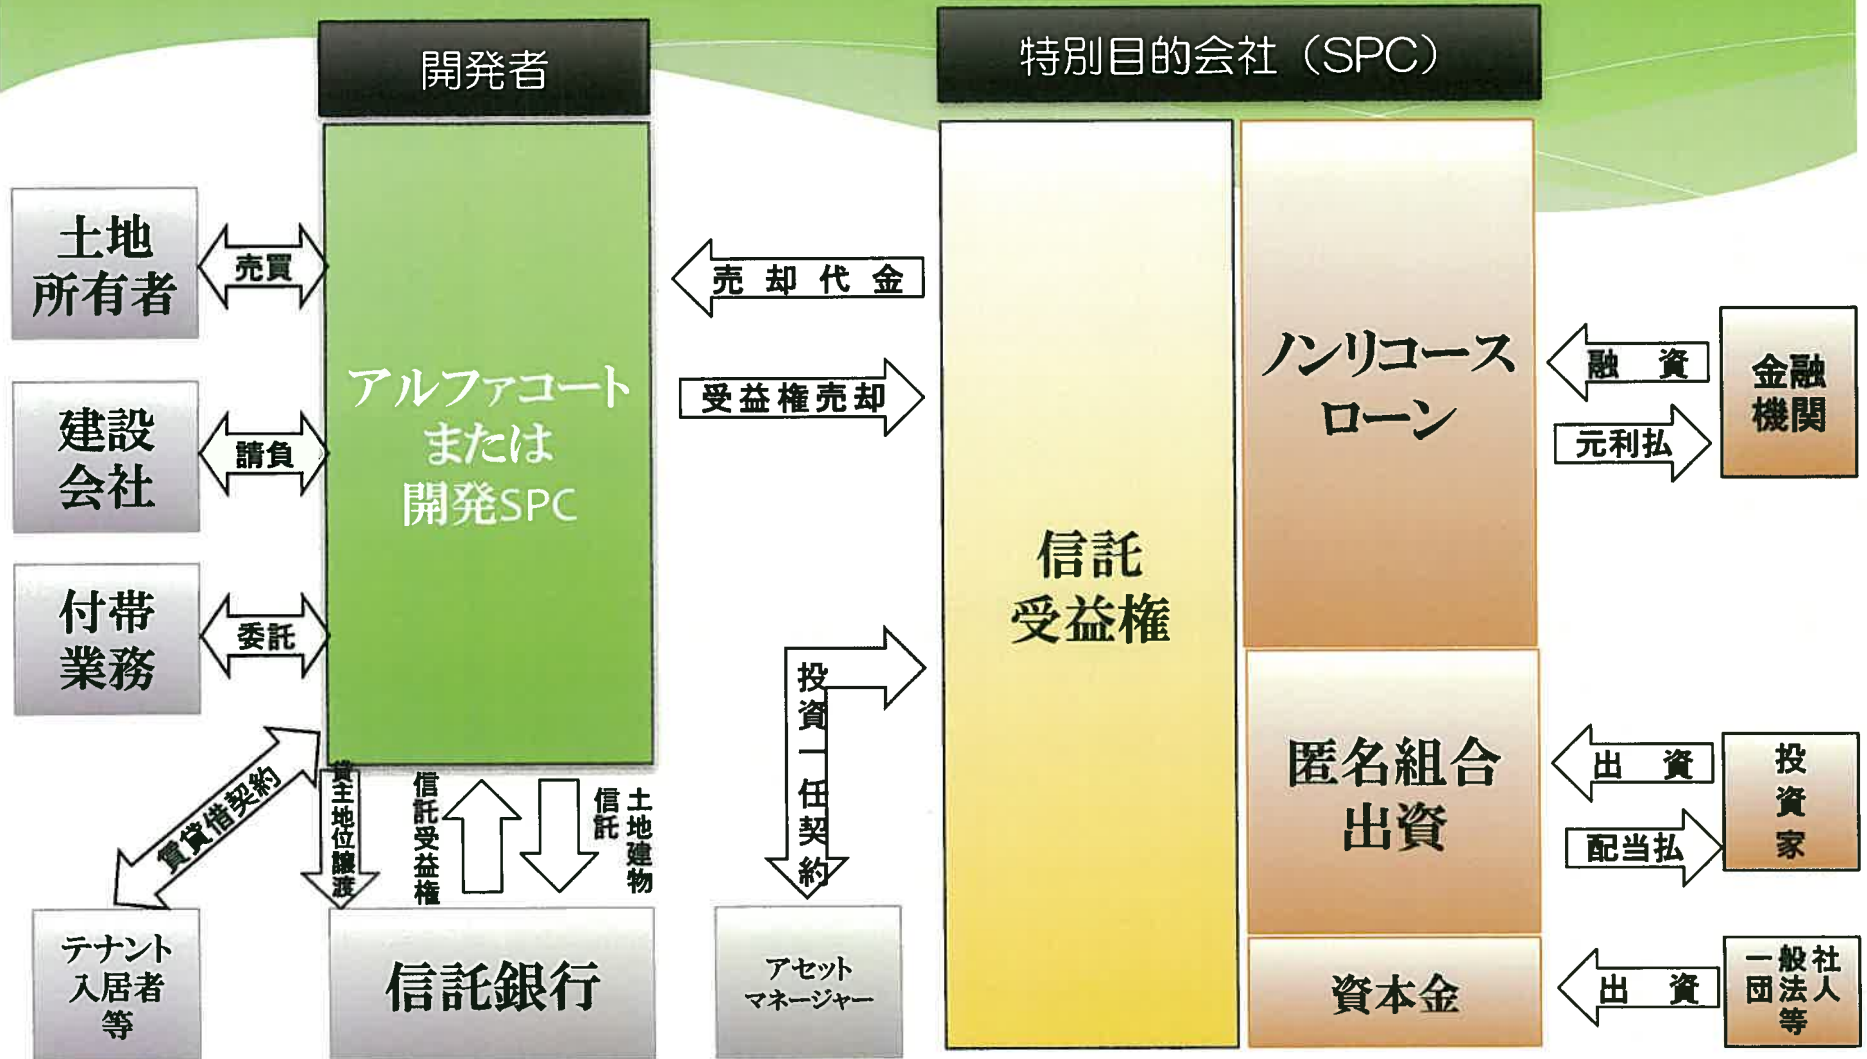 開発者
特別目的会社（SPC）
土地
所有者
売買
建設
会社
請負
付帯
業務
委託
アルファコート
または
開発SPC
売却代金
受益権売却
信託
受益権
ノンリコース
ローン
融資
元利払
金融
機関
匿名組合
出資
出資
配当払
投
資
家
資本金
出資
一般社
団法人
等
投資一任契約
賃貸借契約
貸主地位譲渡
信託受益権
土地建物
信託
テナント
入居者
等
信託銀行
アセット
マネージャー